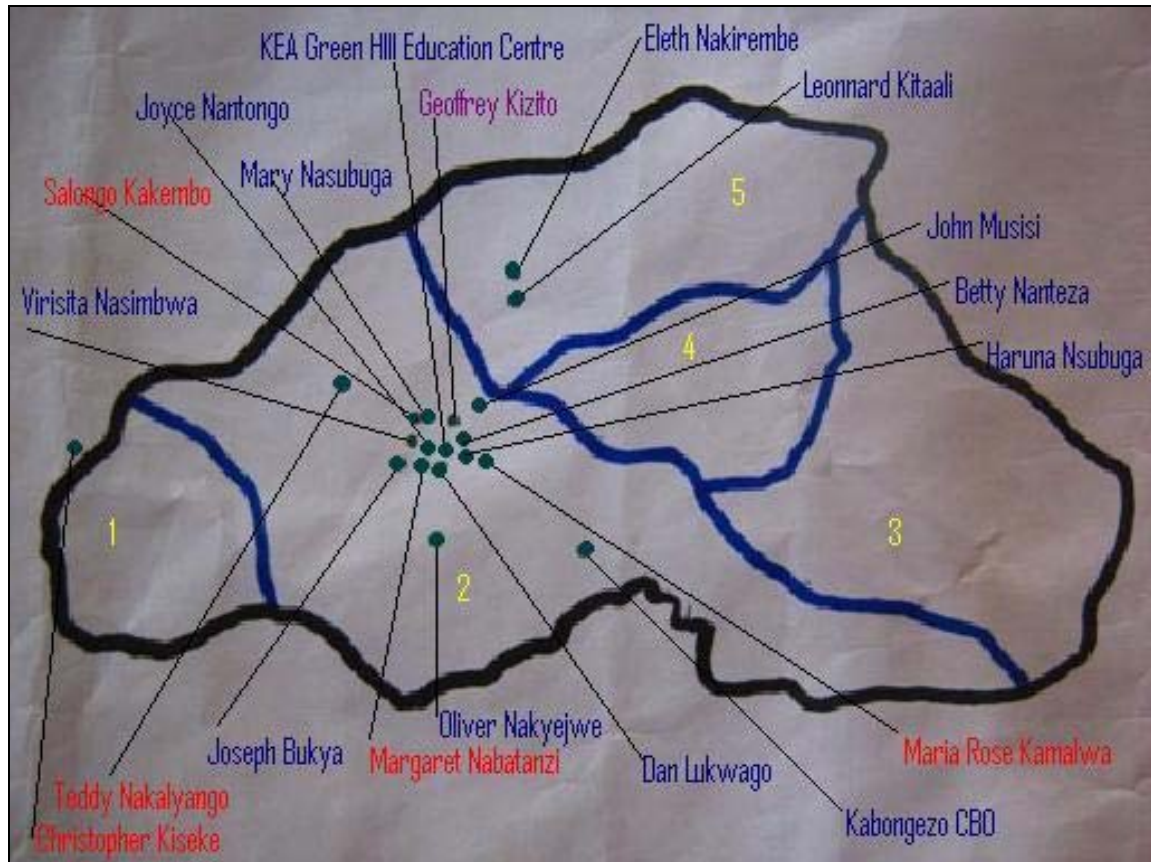 KEA Green Hill Education Centre
Eleth Nakirembe
Leonnard Kitaali
Joyce Nantongo
Geoffrey Kizito
Mary Nasubuga
Salongo Kakembo
5
John Musisi
Virisita Nasimbwa
Betty Nanteza
4
Haruna Nsubuga
1
3
2
Oliver Nakyejwe
Joseph Bukya
Margaret Nabatanzi
Dan Lukwago
Maria Rose Kamalwa
Teddy Nakalyango
Kabongezo CBO
Christopher Kiseke